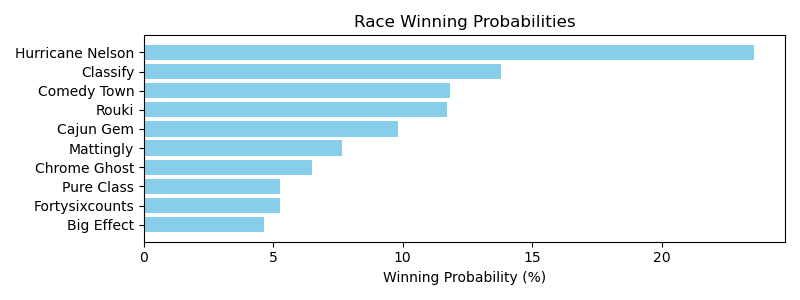 Race Winning Probabilities
Hurricane Nelson
Classify
Comedy Town
Rouki
Cajun Gem
Mattingly
Chrome Ghost
Pure Class
Fortysixcounts
Big Effect
0 5 10 15 20
Winning Probability (%)